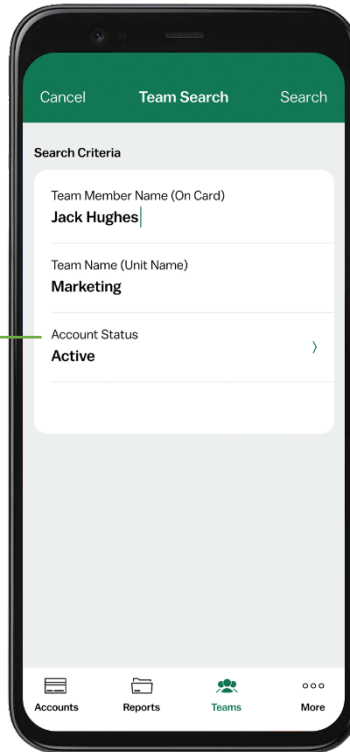 Cancel Team Search Search
Search Criteria
Team Member Name (On Card)
Jack Hughes
Team Name (Unit Name)
Marketing
Account Status
Active
Accounts Reports Teams More